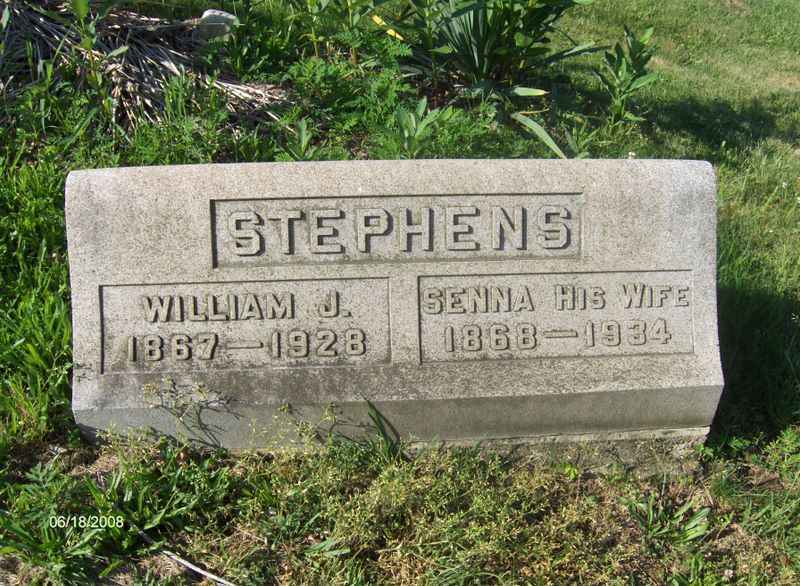 STEPHENS
WILLIAM J.
1867—1928
SENNA HIS WIFE
1868—1934
06/18/2008